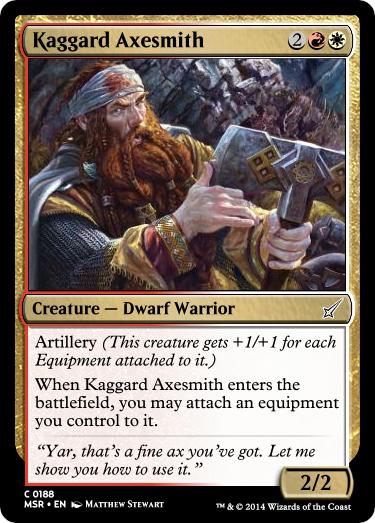 Kaggard Axesmith 2
Creature — Dwarf Warrior
Artillery (This creature gets +1/+1 for each
Equipment attached to it.)
When Kaggard Axesmith enters the
battlefield, you may attach an equipment
you control to it.
“Yar, that’s a fine ax you’ve got. Let me
show you how to use it.”
2/2
C 0188
MSR • EN Matthew Stewart
™ & © 2014 Wizards of the Coast